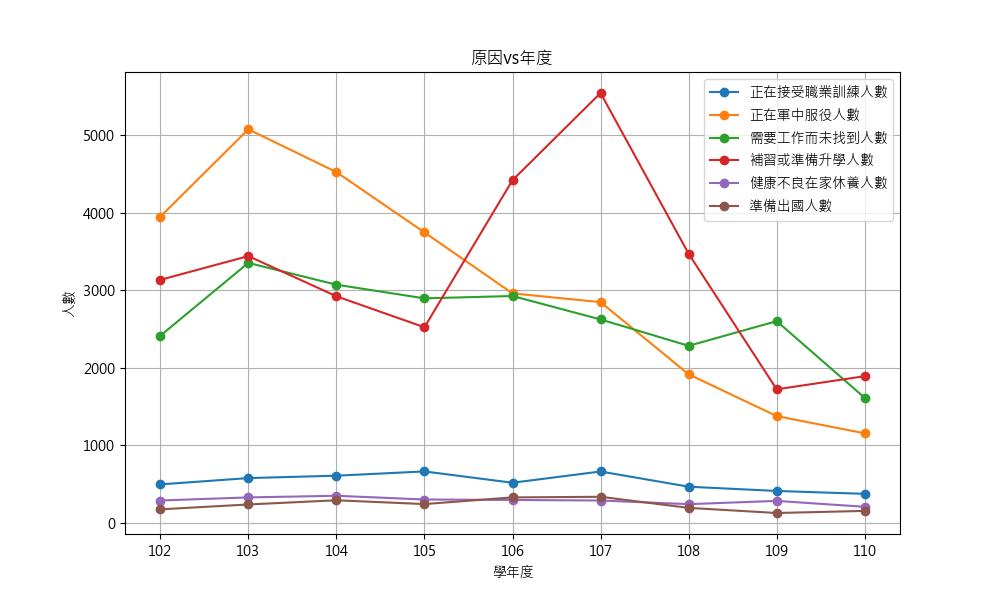 原因vs年度
正在接受職業訓練人數
正在軍中服役人數
需要工作而未找到人數
補習或準備升學人數
健康不良在家休養人數
準備出國人數
人數
5000
4000
3000
2000
1000
0
102 103 104 105 106 107 108 109 110
學年度